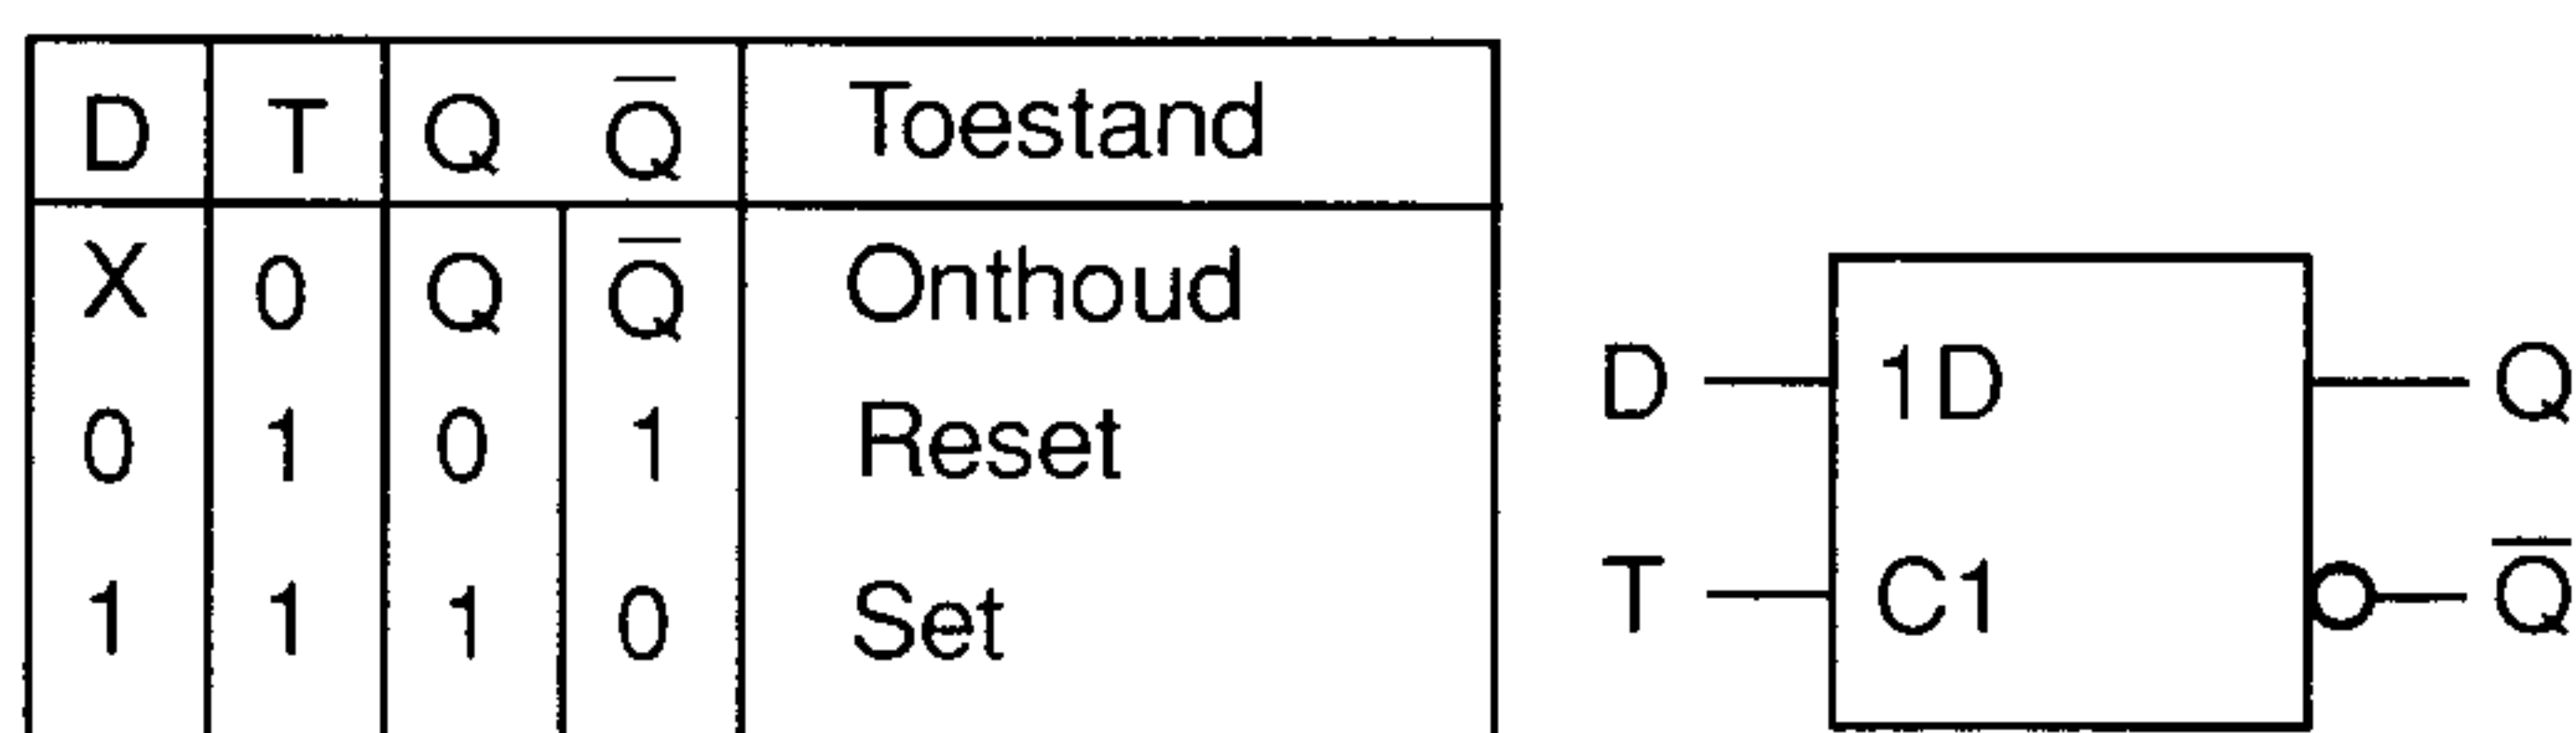 D T Q Q̅ Toestand
X 0 Q Q̅ Onthoud
0 1 0 1 Reset
1 1 1 0 Set
D 1D Q
T C1 Q̅